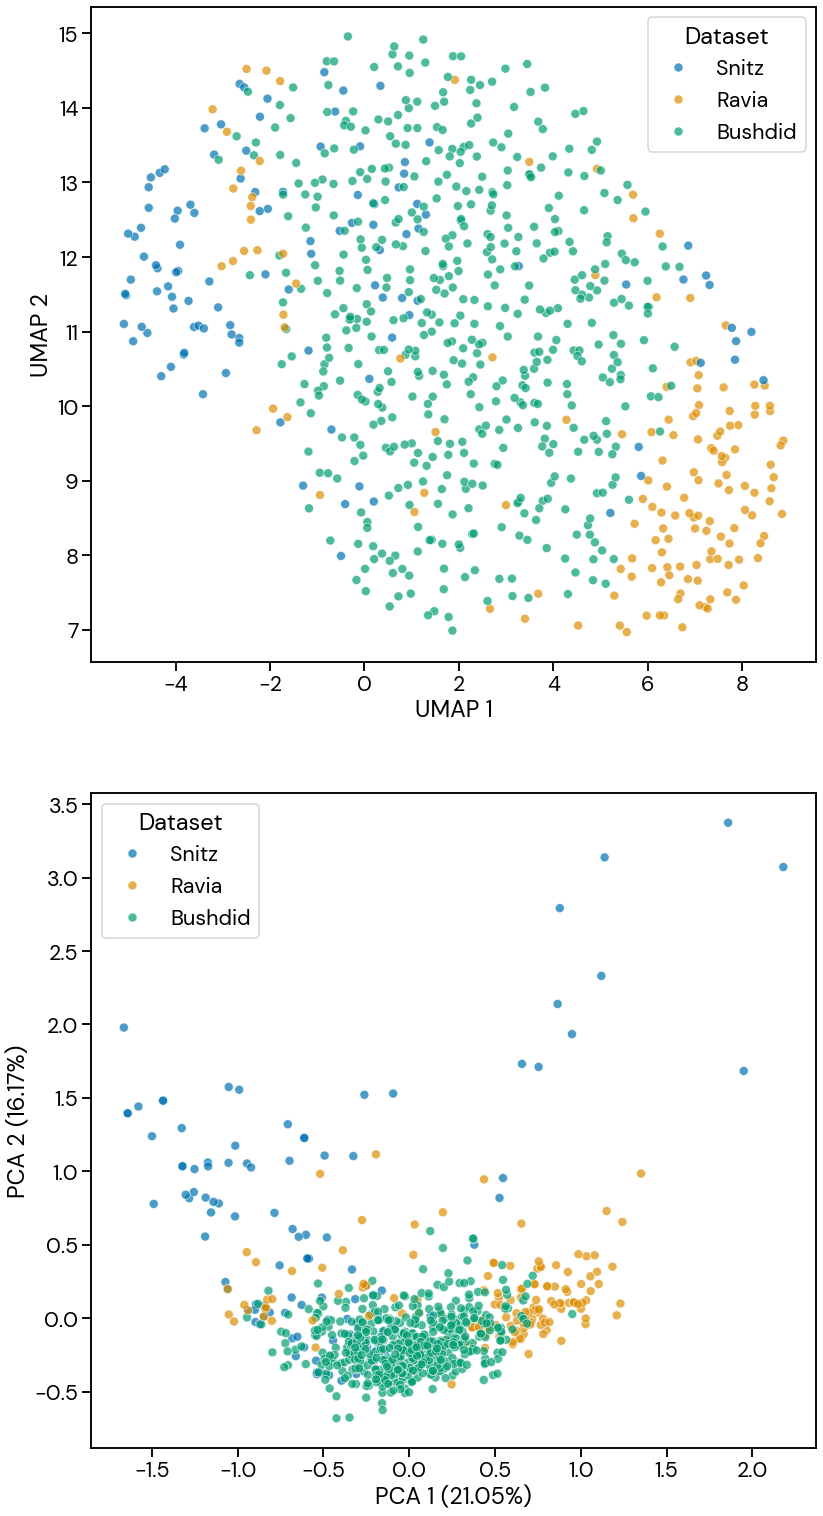 15
14
13
12
11
10
9
8
7
UMAP 2
Dataset
Snitz
Ravia
Bushdid
−4
−2
0
2
4
6
8
UMAP 1
3.5
3.0
2.5
2.0
1.5
1.0
0.5
0.0
−0.5
PCA 2 (16.17%)
Dataset
Snitz
Ravia
Bushdid
−1.5
−1.0
−0.5
0.0
0.5
1.0
1.5
2.0
PCA 1 (21.05%)